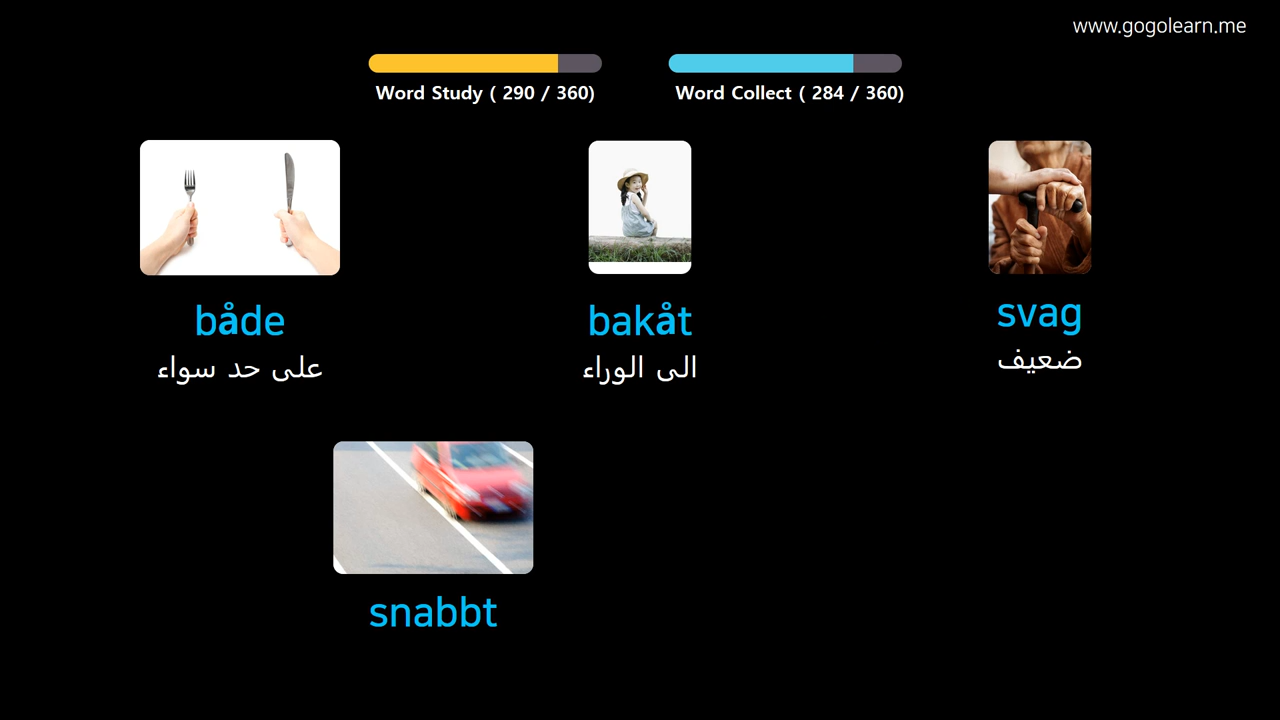 www.gogolearn.me
Word Study ( 290 / 360)
Word Collect ( 284 / 360)
både
bakåt
svag
على حد سواء
الى الوراء
ضعيف
snabbt